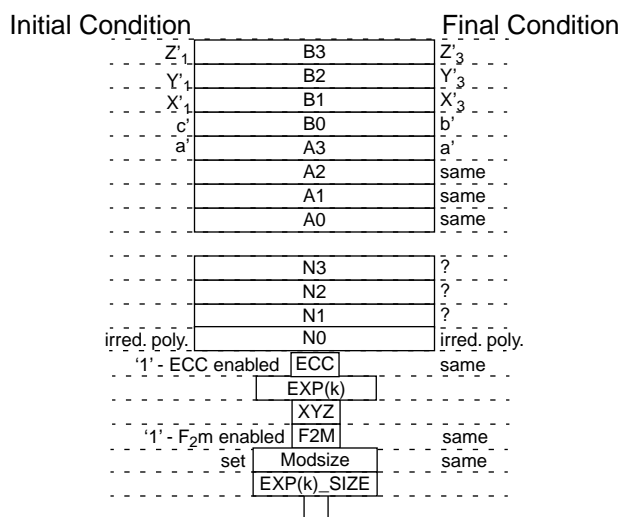 Initial Condition Final Condition
Z'1 B3 Z'3
Y'1 B2 Y'3
X'1 B1 X'3
c' B0 b'
a' A3 a'
A2 same
A1 same
A0 same
N3 ?
N2 ?
N1 ?
irred. poly. N0 irred. poly.
‘1’ - ECC enabled ECC same
EXP(k)
XYZ
‘1’ - F2m enabled F2M same
set Modsize same
EXP(k)_SIZE